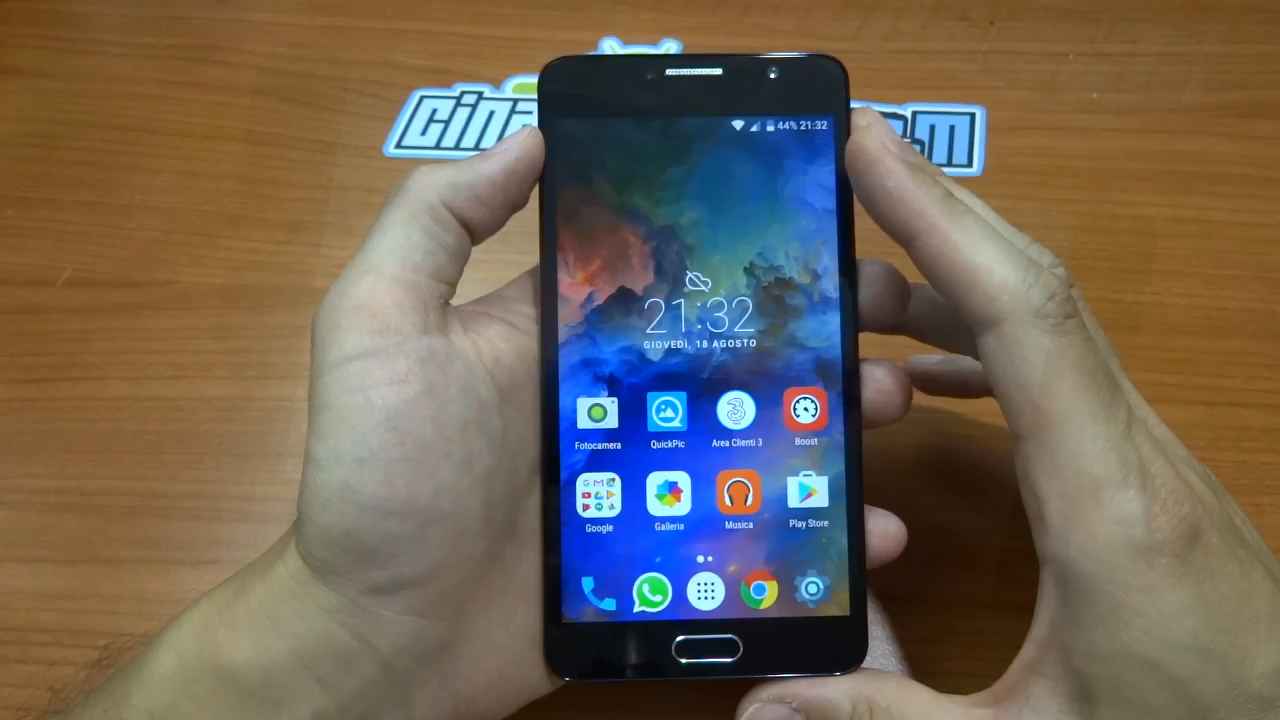 44% 21:32
21:32
GIOVEDÌ, 18 AGOSTO
Fotocamera
QuickPic
Area Clienti 3
Boost
Google
Galleria
Musica
Play Store